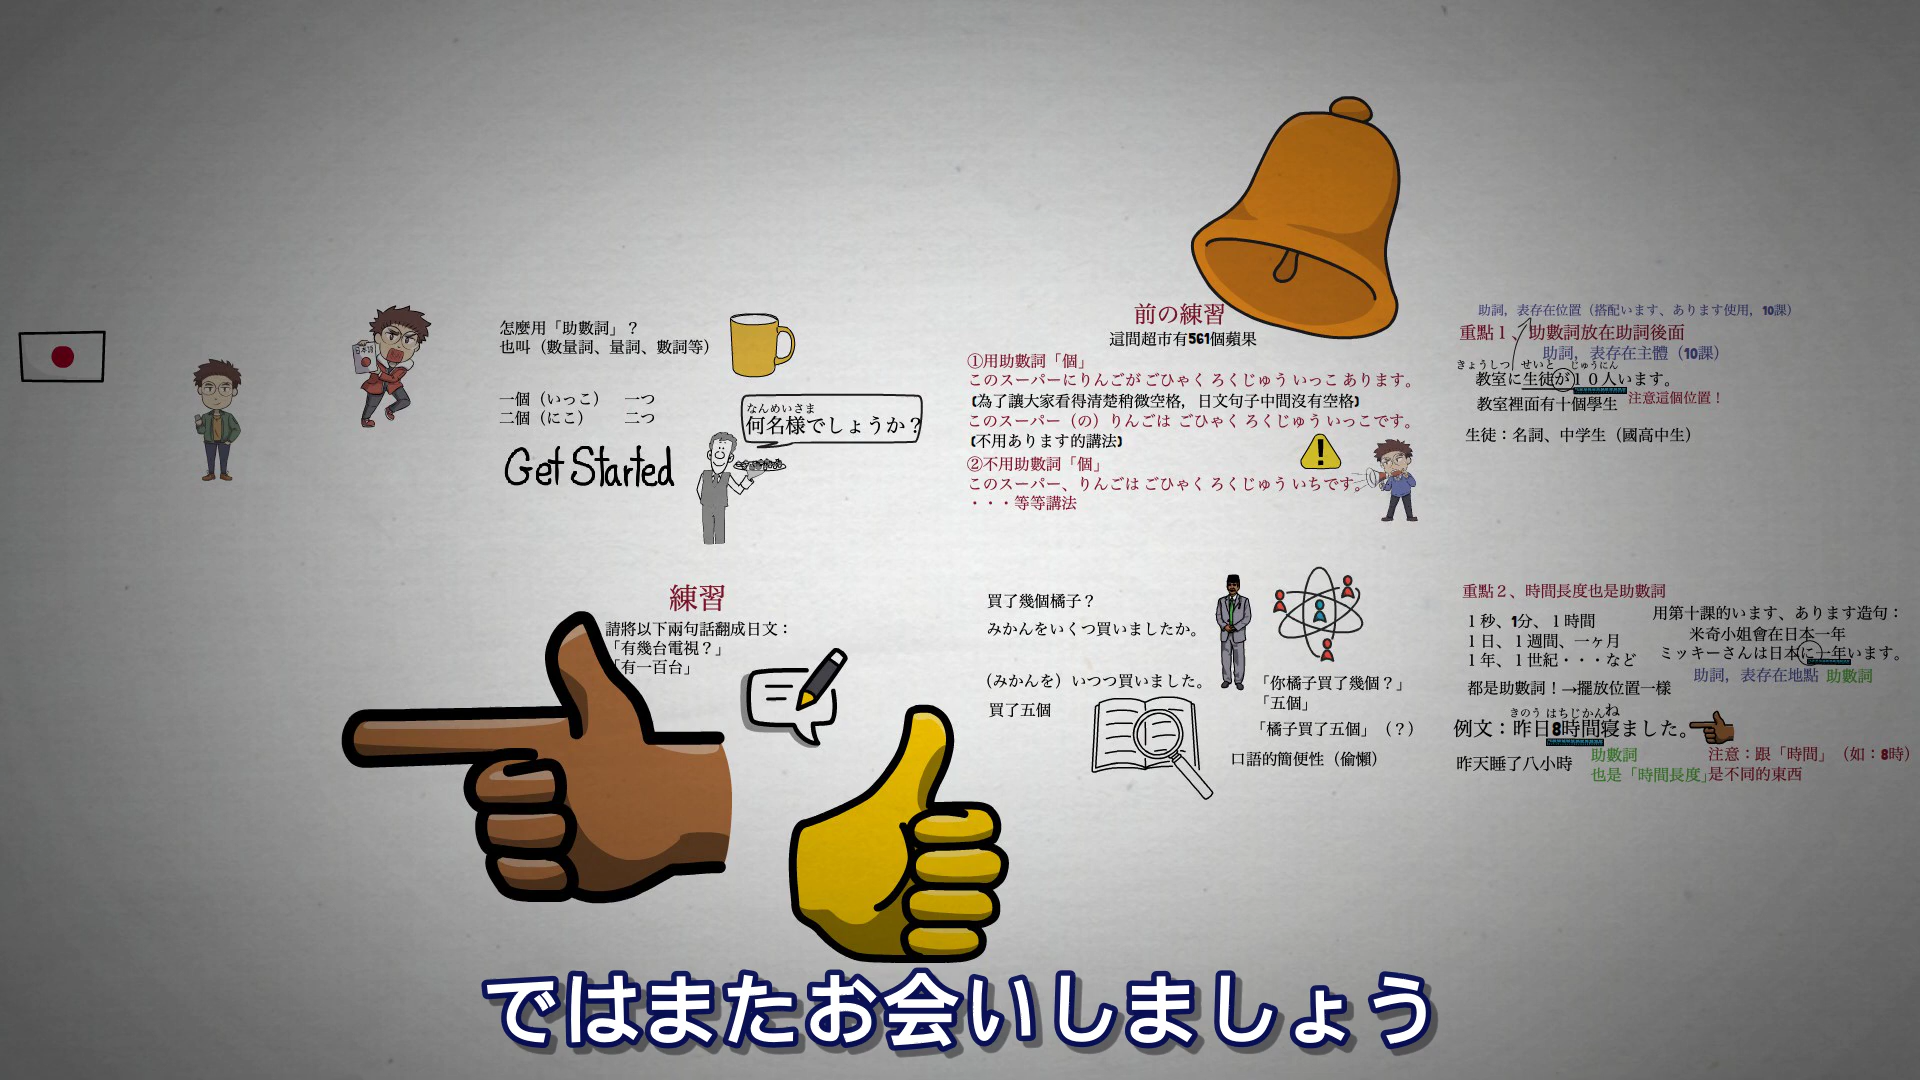 日本語
怎麼用「助數詞」？
也叫（數量詞、量詞、數詞等）
一個（いっこ） 一つ
二個（にこ） 二つ
Get Started
なんめいさま
何名様でしょうか？
前の練習
這間超市有561個蘋果
①用助數詞「個」
このスーパーにりんごが ごひゃく ろくじゅう いっこ あります。
(為了讓大家看得清楚稍微空格，日文句子中間沒有空格)
このスーパー（の）りんごは ごひゃく ろくじゅう いっこです。
(不用あります的講法)
②不用助數詞「個」
このスーパー、りんごは ごひゃく ろくじゅう いちです。
・・・等等講法
助詞，表存在位置（搭配います、あります使用，10課）
重點１、助數詞放在助詞後面
助詞，表存在主體（10課）
きょうしつ せいと じゅうにん
教室に生徒が１０人います。
教室裡面有十個學生 注意這個位置！
生徒：名詞、中学生（國高中生）
練習
請將以下兩句話翻成日文：
「有幾台電視？」
「有一百台」
買了幾個橘子？
みかんをいくつ買いましたか。
（みかんを）いつつ買いました。
買了五個
「你橘子買了幾個？」
「五個」
「橘子買了五個」（？）
口語的簡便性（偷懶）
重點２、時間長度也是助數詞
１秒、1分、１時間
１日、１週間、一ヶ月
１年、１世紀・・・など
都是助數詞！→擺放位置一樣
用第十課的います、あります造句：
米奇小姐會在日本一年
ミッキーさんは日本に一年います。
助詞，表存在地點 助數詞
きのう はちじかん ね
例文：昨日8時間寝ました。
昨天睡了八小時
助數詞
也是「時間長度」
注意：跟「時間」（如：8時）
是不同的東西
ではまたお会いしましょう